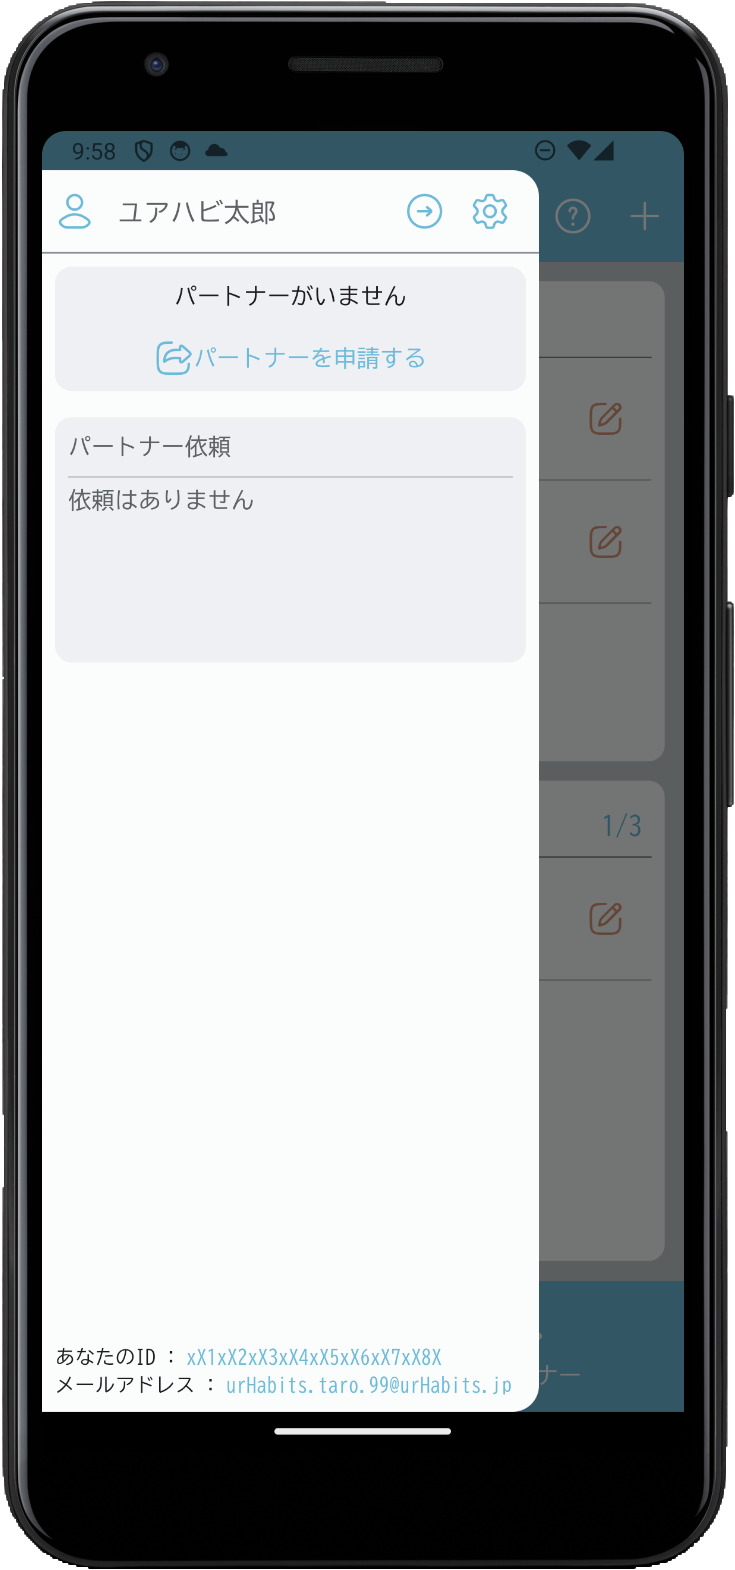 9:58
ユアハビ太郎
パートナーがいません
パートナーを申請する
パートナー依頼
依頼はありません
1/3
あなたのID : xX1xX2xX3xX4xX5xX6xX7xX8X
メールアドレス : urHabits.taro.99@urHabits.jp
ナー